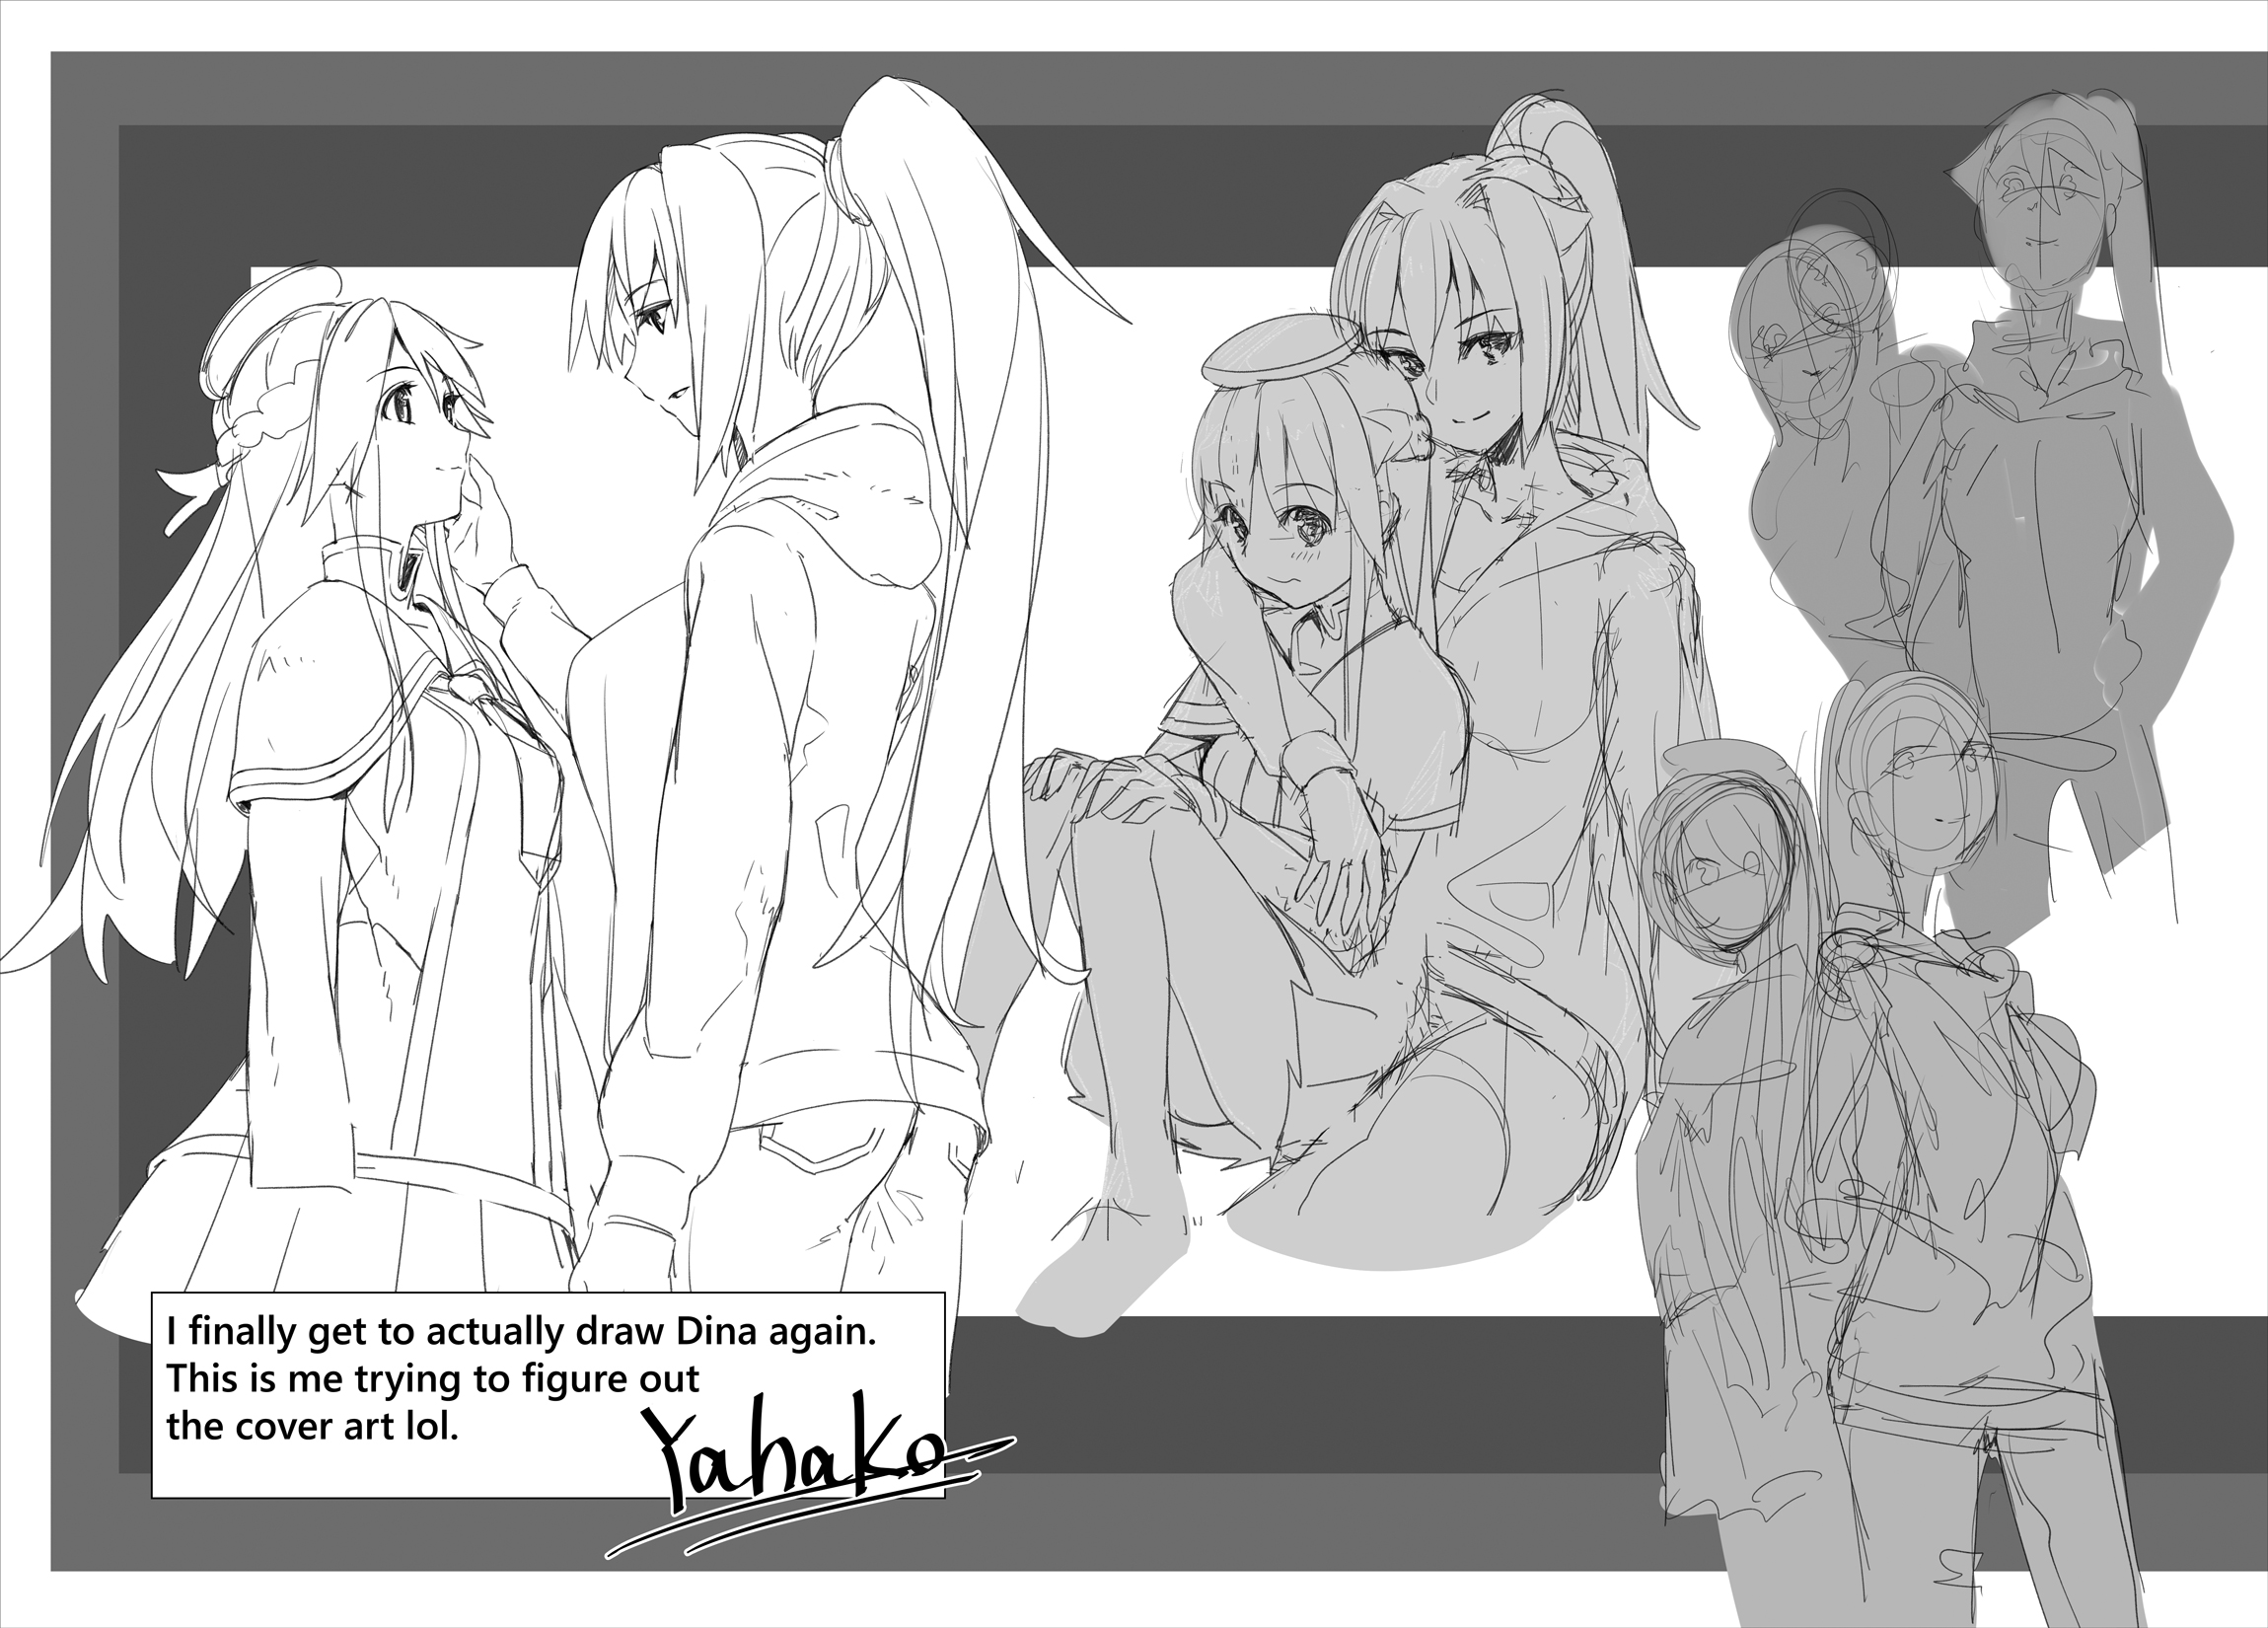 I finally get to actually draw Dina again.
This is me trying to figure out
the cover art lol.
Yahako